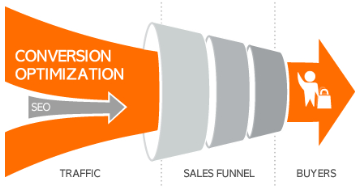 CONVERSION
OPTIMIZATION
SEO
TRAFFIC
SALES FUNNEL
BUYERS